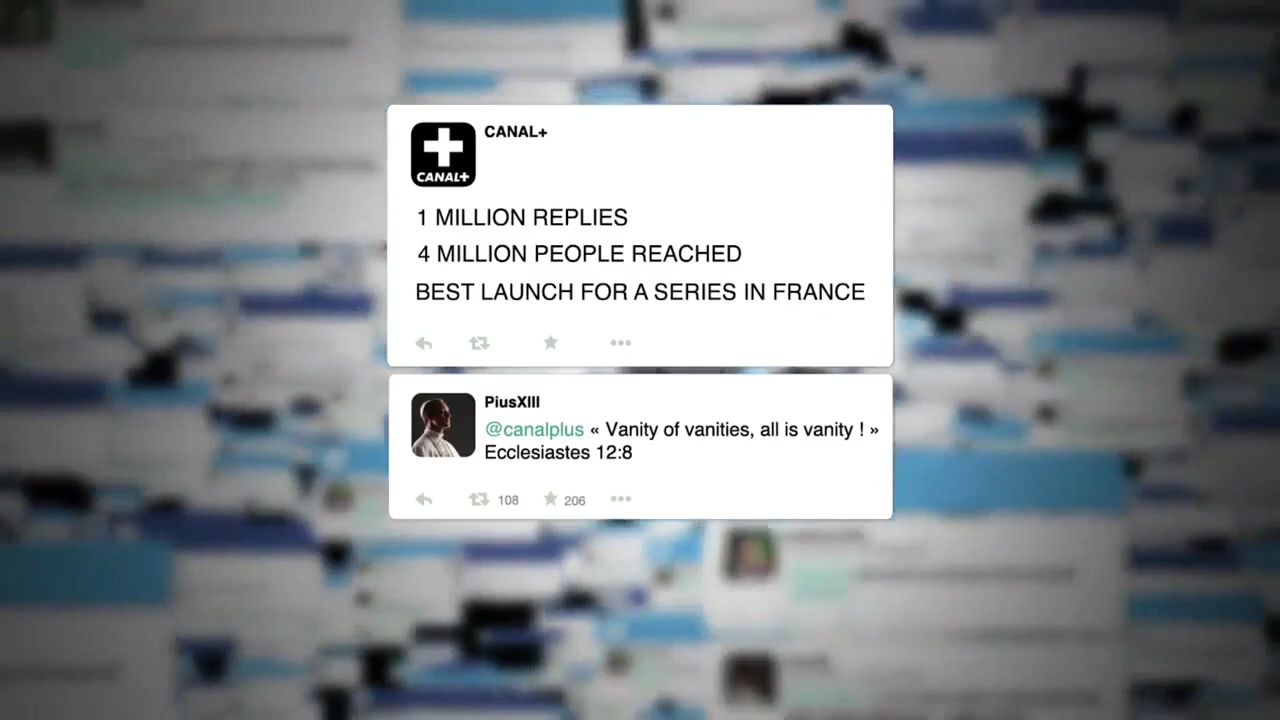 CANAL+
CANAL+
1 MILLION REPLIES
4 MILLION PEOPLE REACHED
BEST LAUNCH FOR A SERIES IN FRANCE
PiusXIII
@canalplus « Vanity of vanities, all is vanity ! »
Ecclesiastes 12:8
108 206